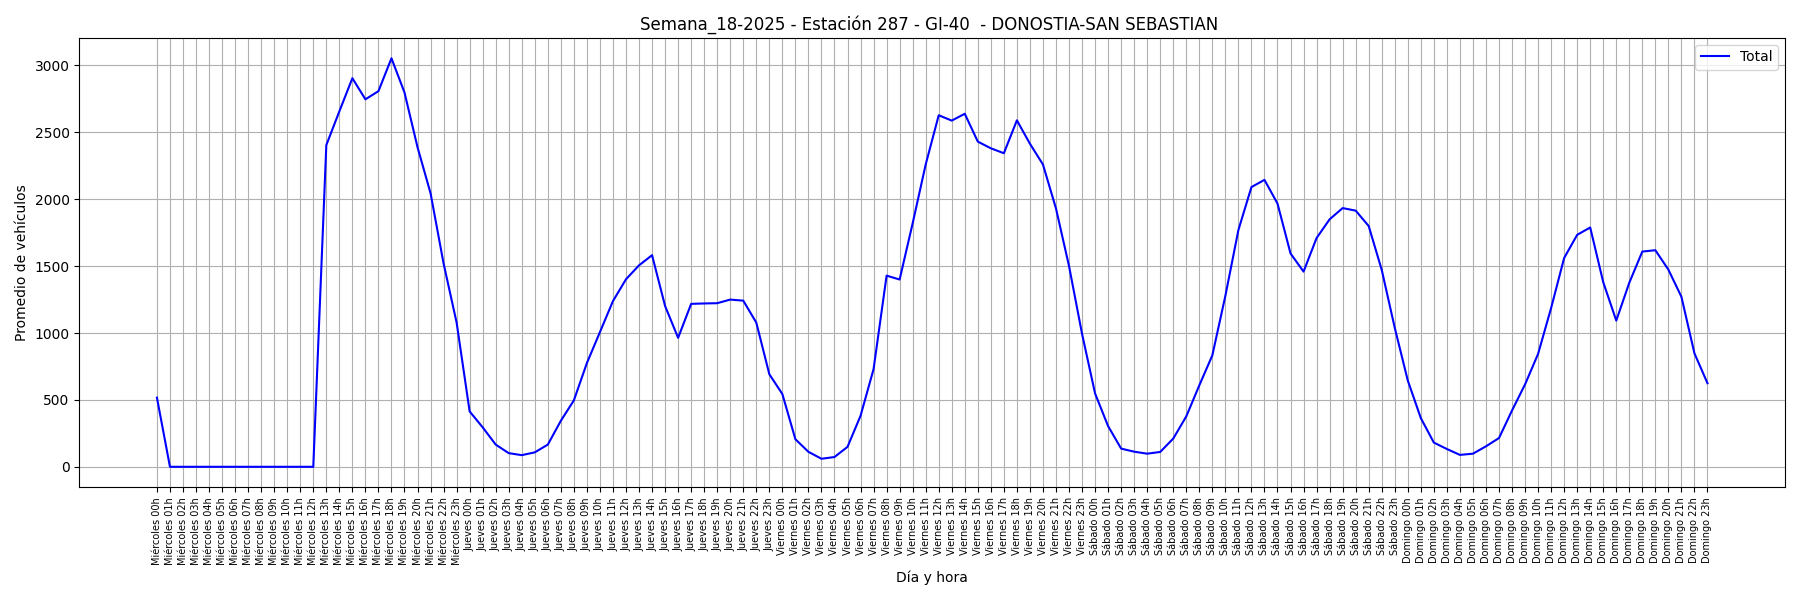 Semana_18-2025 - Estación 287 - GI-40  - DONOSTIA-SAN SEBASTIAN
Total
Promedio de vehículos
3000
2500
2000
1500
1000
500
0
Miércoles 00h
Miércoles 01h
Miércoles 02h
Miércoles 03h
Miércoles 04h
Miércoles 05h
Miércoles 06h
Miércoles 07h
Miércoles 08h
Miércoles 09h
Miércoles 10h
Miércoles 11h
Miércoles 12h
Miércoles 13h
Miércoles 14h
Miércoles 15h
Miércoles 16h
Miércoles 17h
Miércoles 18h
Miércoles 19h
Miércoles 20h
Miércoles 21h
Miércoles 22h
Miércoles 23h
Jueves 00h
Jueves 01h
Jueves 02h
Jueves 03h
Jueves 04h
Jueves 05h
Jueves 06h
Jueves 07h
Jueves 08h
Jueves 09h
Jueves 10h
Jueves 11h
Jueves 12h
Jueves 13h
Jueves 14h
Jueves 15h
Jueves 16h
Jueves 17h
Jueves 18h
Jueves 19h
Jueves 20h
Jueves 21h
Jueves 22h
Jueves 23h
Viernes 00h
Viernes 01h
Viernes 02h
Viernes 03h
Viernes 04h
Viernes 05h
Viernes 06h
Viernes 07h
Viernes 08h
Viernes 09h
Viernes 10h
Viernes 11h
Viernes 12h
Viernes 13h
Viernes 14h
Viernes 15h
Viernes 16h
Viernes 17h
Viernes 18h
Viernes 19h
Viernes 20h
Viernes 21h
Viernes 22h
Viernes 23h
Sábado 00h
Sábado 01h
Sábado 02h
Sábado 03h
Sábado 04h
Sábado 05h
Sábado 06h
Sábado 07h
Sábado 08h
Sábado 09h
Sábado 10h
Sábado 11h
Sábado 12h
Sábado 13h
Sábado 14h
Sábado 15h
Sábado 16h
Sábado 17h
Sábado 18h
Sábado 19h
Sábado 20h
Sábado 21h
Sábado 22h
Sábado 23h
Domingo 00h
Domingo 01h
Domingo 02h
Domingo 03h
Domingo 04h
Domingo 05h
Domingo 06h
Domingo 07h
Domingo 08h
Domingo 09h
Domingo 10h
Domingo 11h
Domingo 12h
Domingo 13h
Domingo 14h
Domingo 15h
Domingo 16h
Domingo 17h
Domingo 18h
Domingo 19h
Domingo 20h
Domingo 21h
Domingo 22h
Domingo 23h
Día y hora